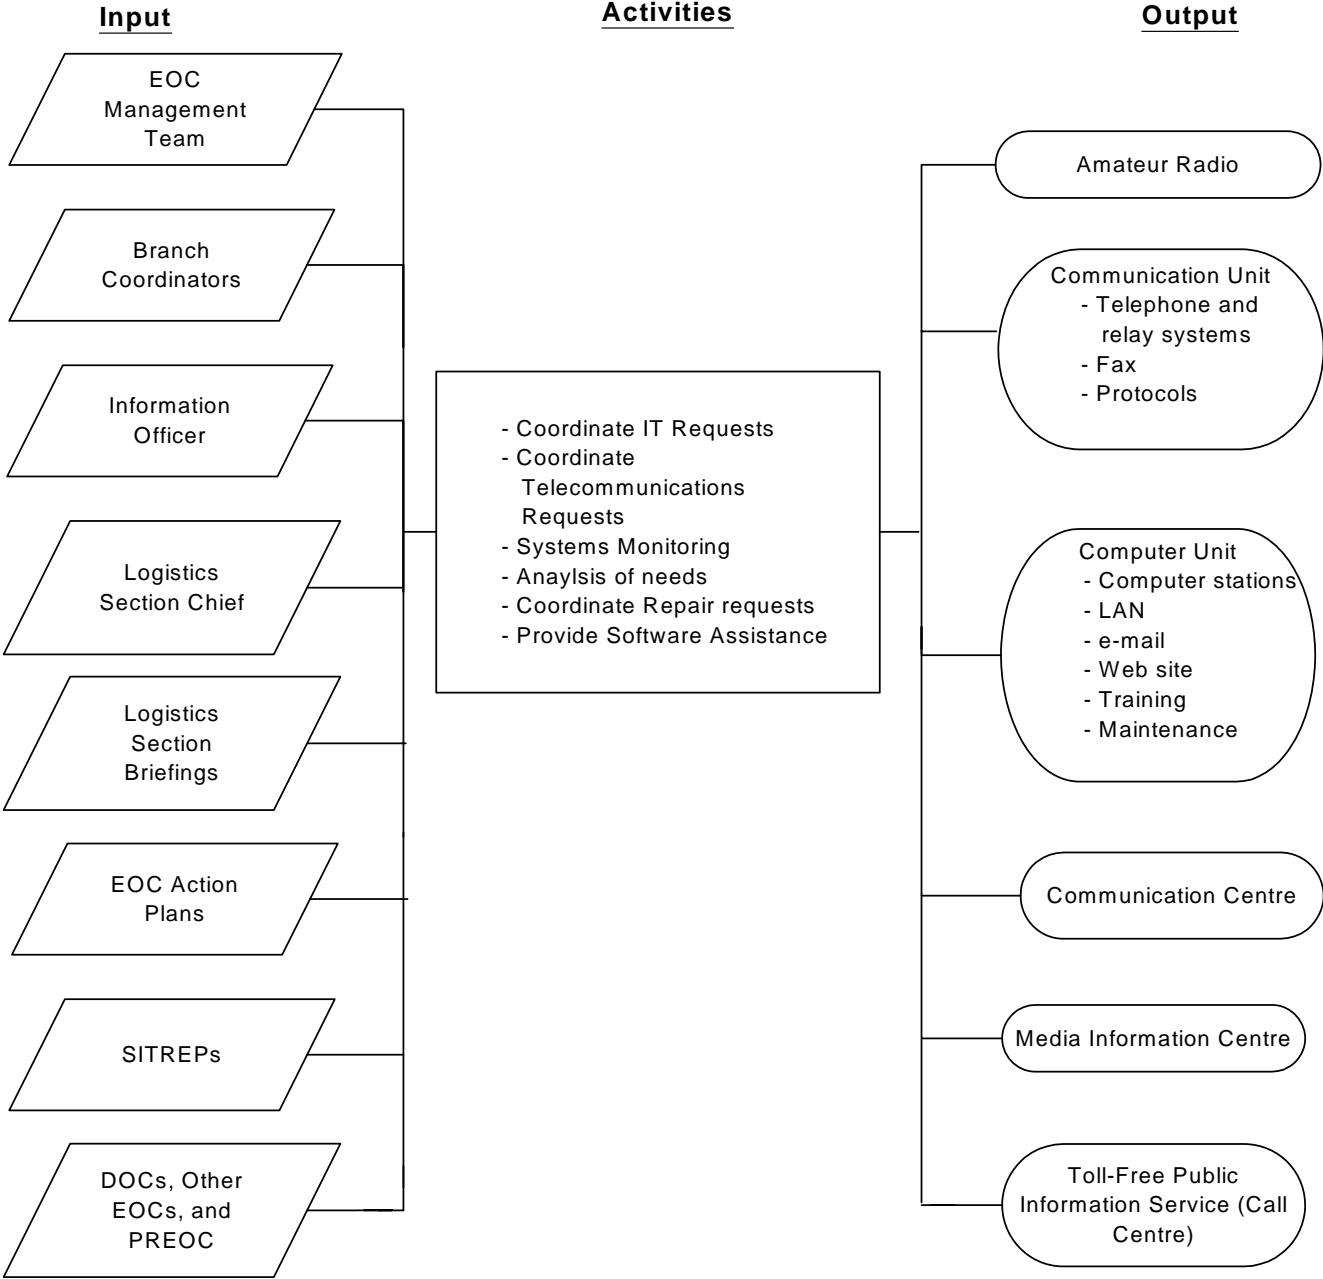 Input
Activities
Output
EOC
Management
Team
Branch
Coordinators
Information
Officer
Logistics
Section Chief
Logistics
Section
Briefings
EOC Action
Plans
SITREPs
DOCs, Other
EOCs, and
PREOC
- Coordinate IT Requests
- Coordinate
Telecommunications
Requests
- Systems Monitoring
- Anaylsis of needs
- Coordinate Repair requests
- Provide Software Assistance
Amateur Radio
Communication Unit
- Telephone and
relay systems
- Fax
- Protocols
Computer Unit
- Computer stations
- LAN
- e-mail
- Web site
- Training
- Maintenance
Communication Centre
Media Information Centre
Toll-Free Public
Information Service (Call
Centre)